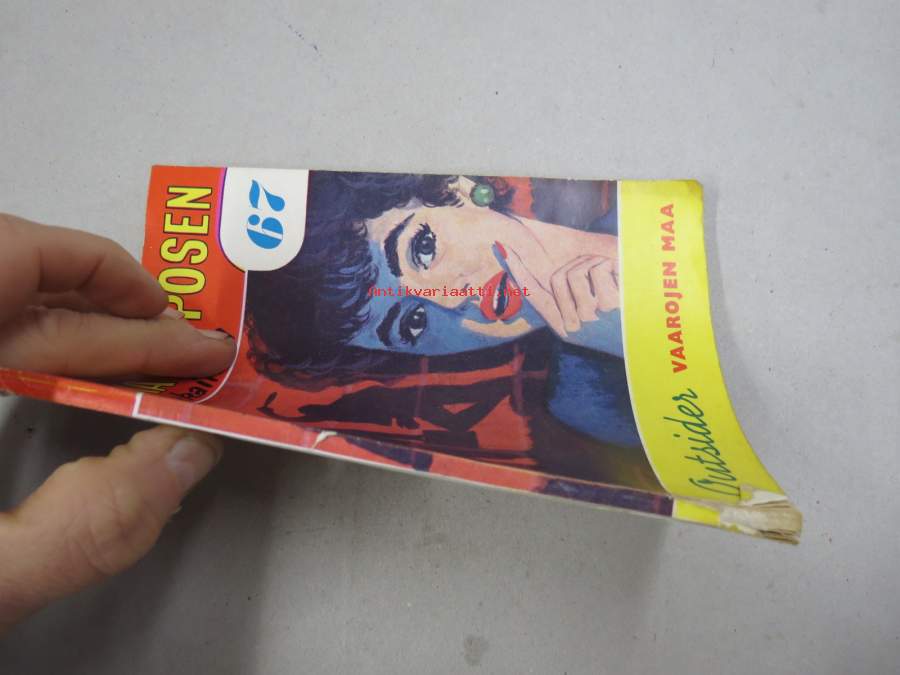 POSEN
67
Outsider
VAAROJEN MAA
Antikvariaatti.net